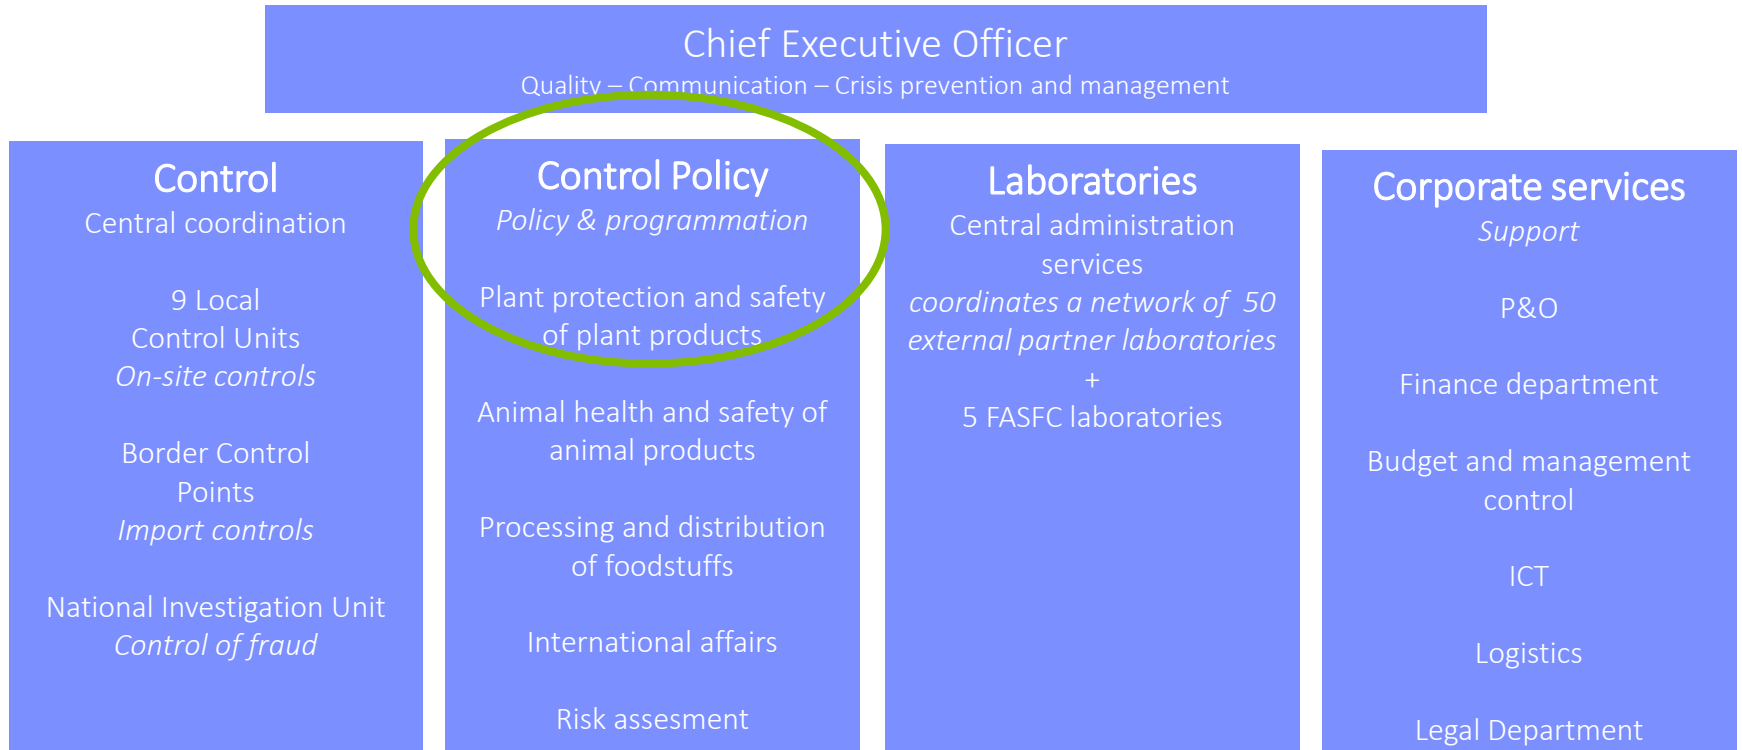 Chief Executive Officer
Quality – Communication – Crisis prevention and management
Control
Central coordination
9 Local
Control Units
On-site controls
Border Control
Points
Import controls
National Investigation Unit
Control of fraud
Control Policy
Policy & programmation
Plant protection and safety
of plant products
Animal health and safety of
animal products
Processing and distribution
of foodstuffs
International affairs
Risk assesment
Laboratories
Central administration
services
coordinates a network of 50
external partner laboratories
+
5 FASFC laboratories
Corporate services
Support
P&O
Finance department
Budget and management
control
ICT
Logistics
Legal Department